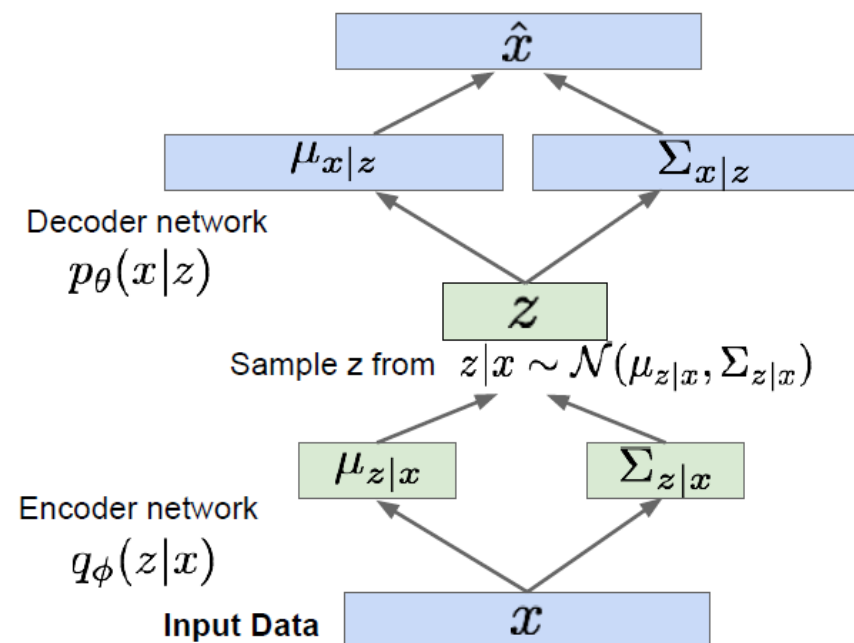 x̂
μ_{x|z} Σ_{x|z}
Decoder network
p_θ(x|z)
z
Sample z from z|x ∼ 𝒩(μ_{z|x}, Σ_{z|x})
μ_{z|x} Σ_{z|x}
Encoder network
q_ϕ(z|x)
Input Data x